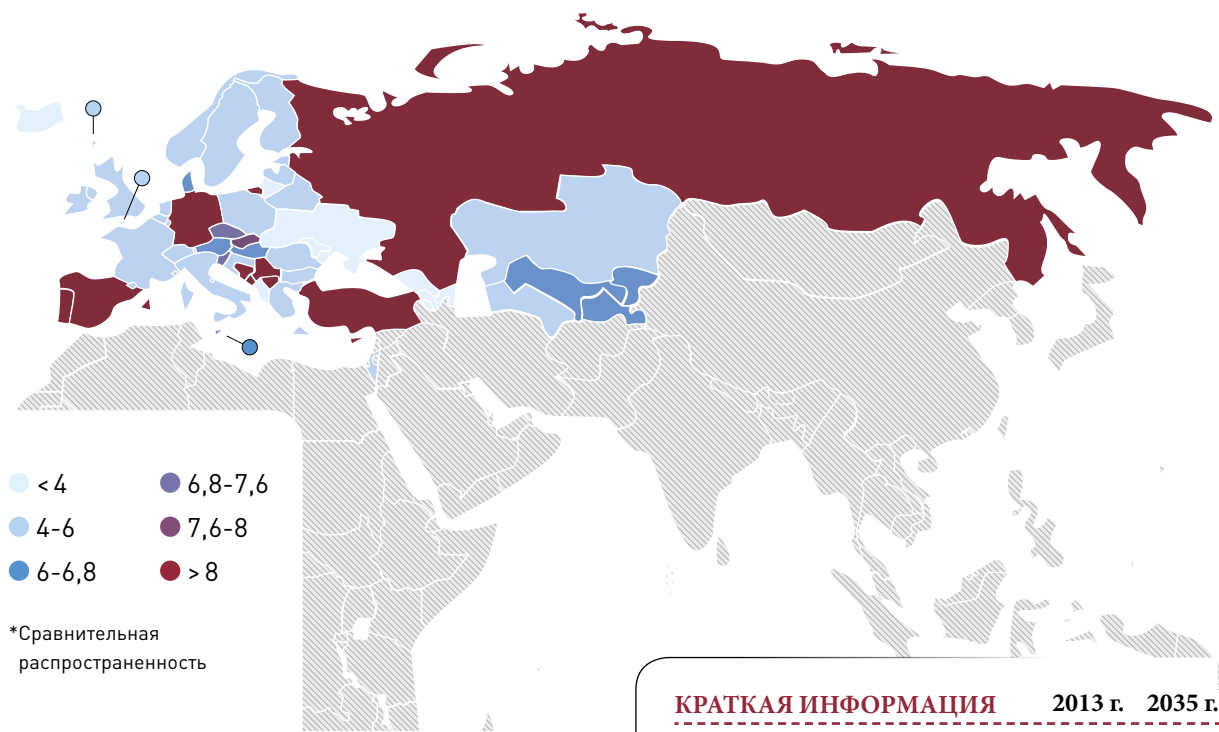 < 4
4-6
6-6,8
6,8-7,6
7,6-8
> 8
*Сравнительная
распространенность
КРАТКАЯ ИНФОРМАЦИЯ 2013 г. 2035 г.